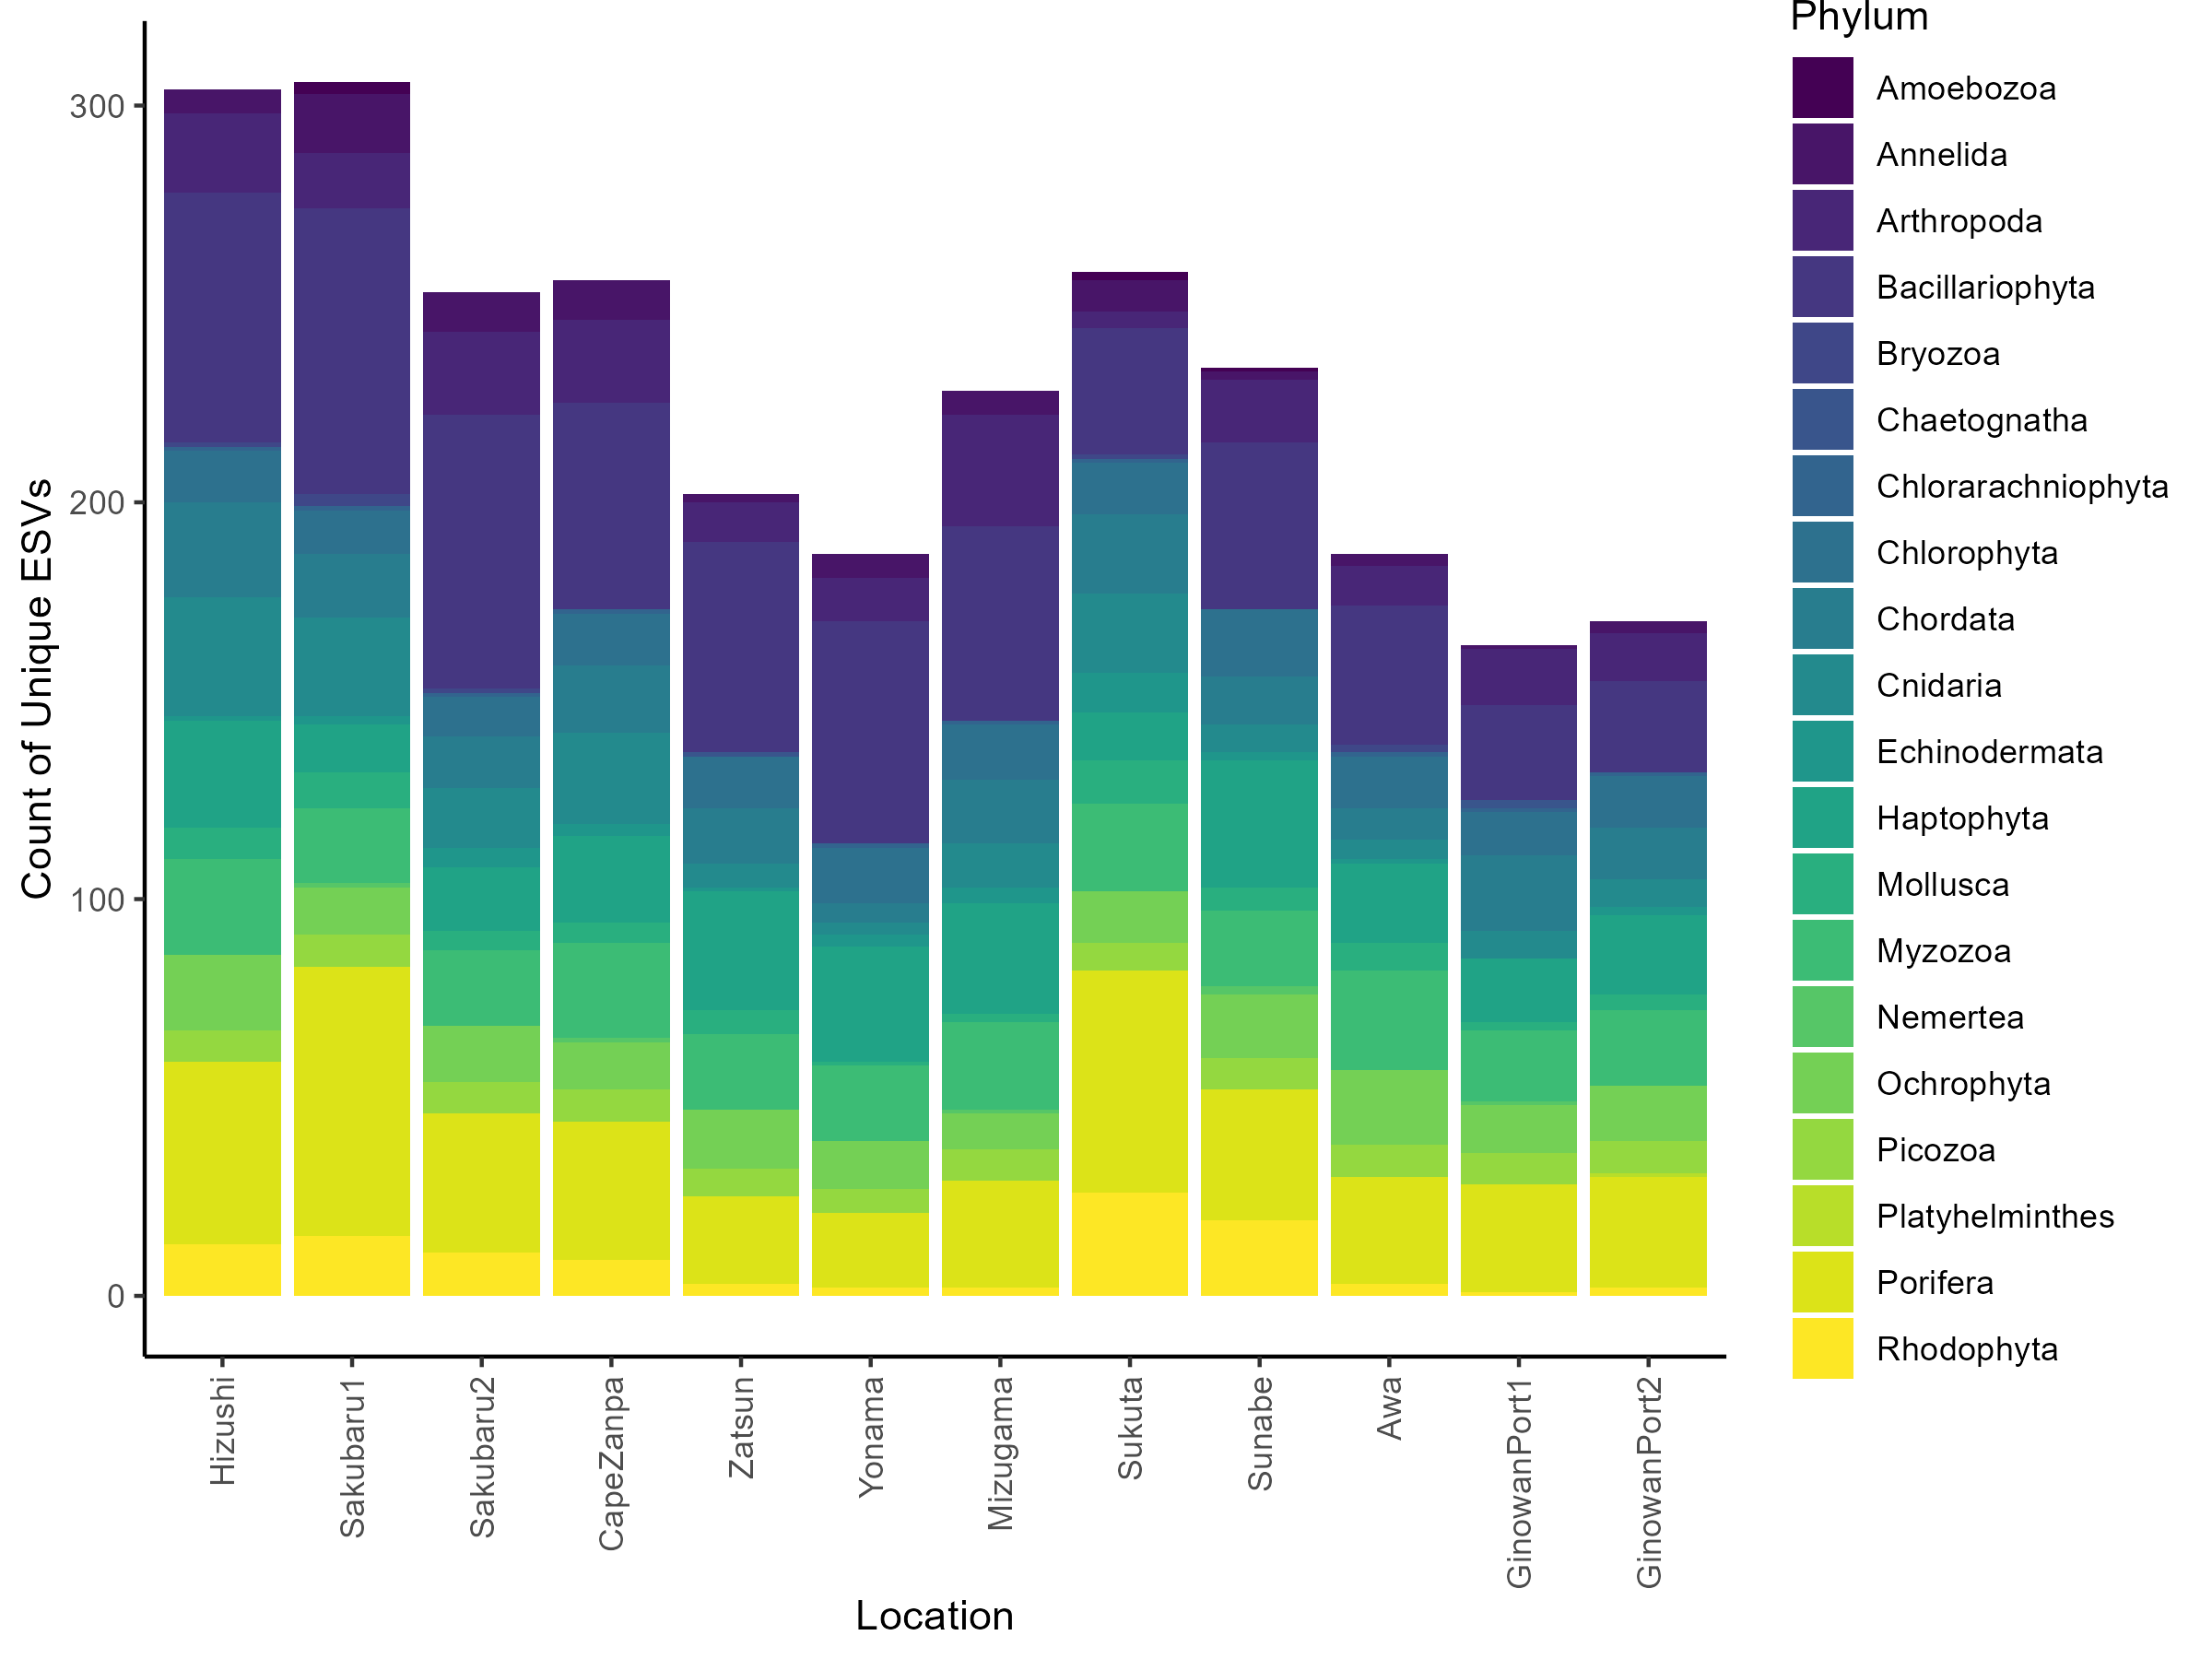 Phylum
Amoebozoa
Annelida
Arthropoda
Bacillariophyta
Bryozoa
Chaetognatha
Chlorarachniophyta
Chlorophyta
Chordata
Cnidaria
Echinodermata
Haptophyta
Mollusca
Myzozoa
Nemertea
Ochrophyta
Picozoa
Platyhelminthes
Porifera
Rhodophyta
Count of Unique ESVs
300
200
100
0
Hizushi
Sakubaru1
Sakubaru2
CapeZanpa
Zatsun
Yonama
Mizugama
Sukuta
Sunabe
Awa
GinowanPort1
GinowanPort2
Location